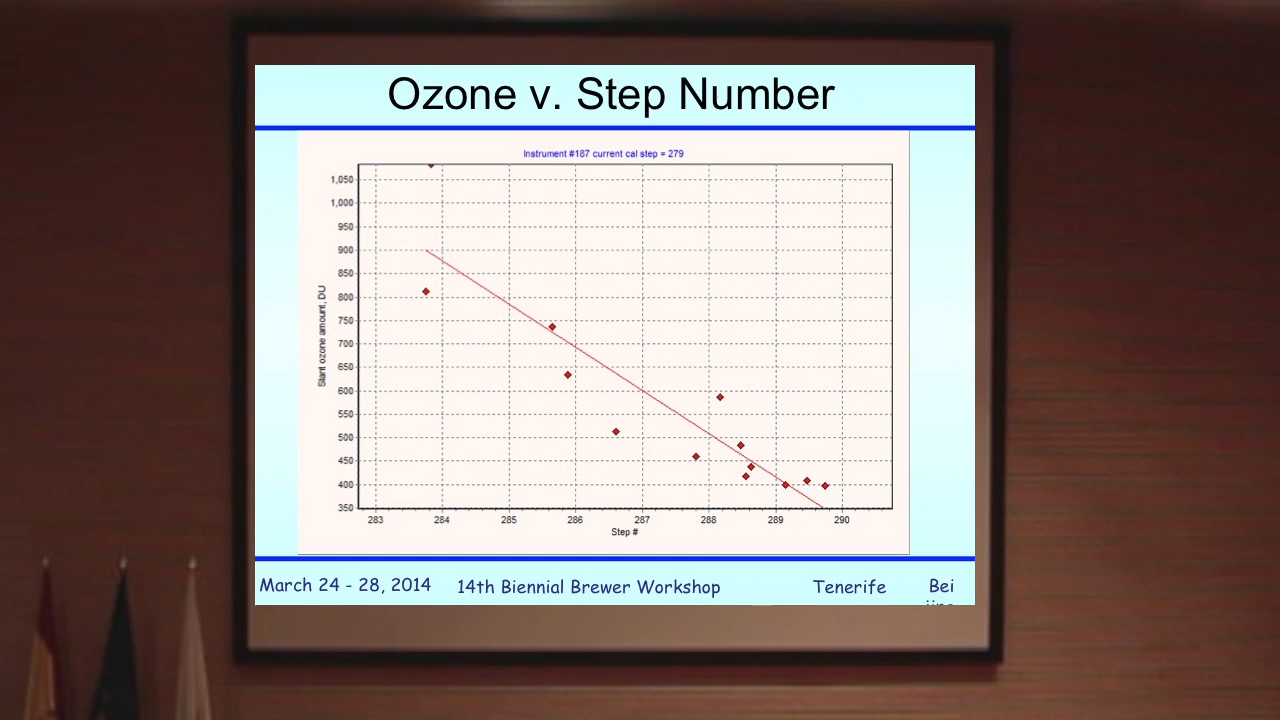 Ozone v. Step Number
Instrument #187 current cal step = 279
1,050
1,000
950
900
850
800
750
700
650
600
550
500
450
400
350
Slant ozone amount, DU
283 284 285 286 287 288 289 290
Step #
March 24 - 28, 2014 14th Biennial Brewer Workshop Tenerife Bei